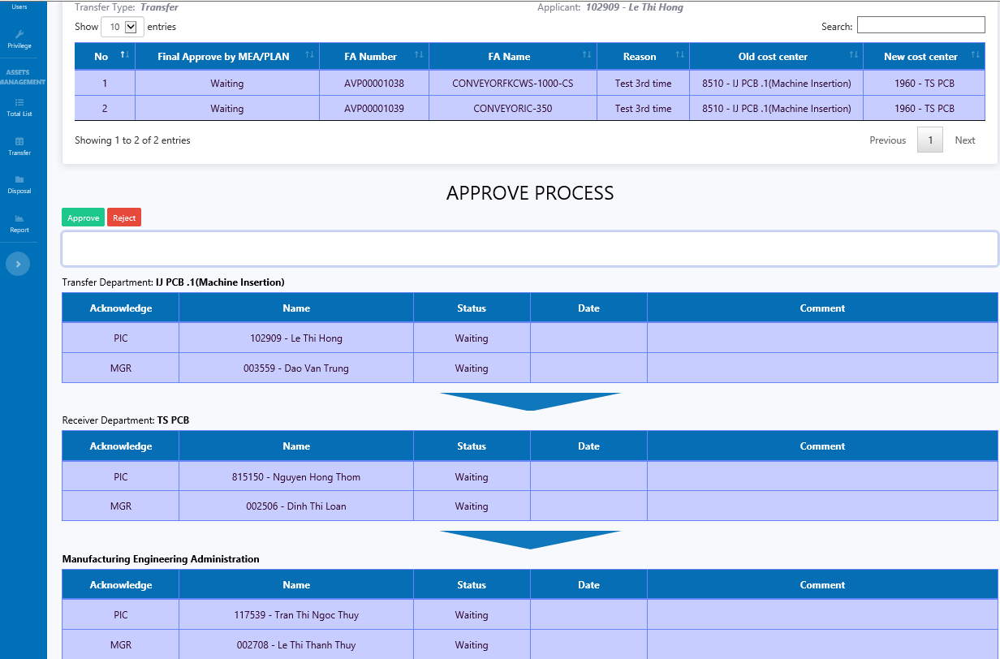 Users
Privilege
ASSETS
MANAGEMENT
Total List
Transfer
Disposal
Report
Transfer Type: Transfer
Applicant: 102909 - Le Thi Hong
Show 10 entries
Search:
No Final Approve by MEA/PLAN FA Number FA Name Reason Old cost center New cost center
1 Waiting AVP00001038 CONVEYORFKCWS-1000-CS Test 3rd time 8510 - IJ PCB .1(Machine Insertion) 1960 - TS PCB
2 Waiting AVP00001039 CONVEYORIC-350 Test 3rd time 8510 - IJ PCB .1(Machine Insertion) 1960 - TS PCB
Showing 1 to 2 of 2 entries
Previous 1 Next
APPROVE PROCESS
Approve Reject
Transfer Department: IJ PCB .1(Machine Insertion)
Acknowledge Name Status Date Comment
PIC 102909 - Le Thi Hong Waiting
MGR 003559 - Dao Van Trung Waiting
Receiver Department: TS PCB
Acknowledge Name Status Date Comment
PIC 815150 - Nguyen Hong Thom Waiting
MGR 002506 - Dinh Thi Loan Waiting
Manufacturing Engineering Administration
Acknowledge Name Status Date Comment
PIC 117539 - Tran Thi Ngoc Thuy Waiting
MGR 002708 - Le Thi Thanh Thuy Waiting